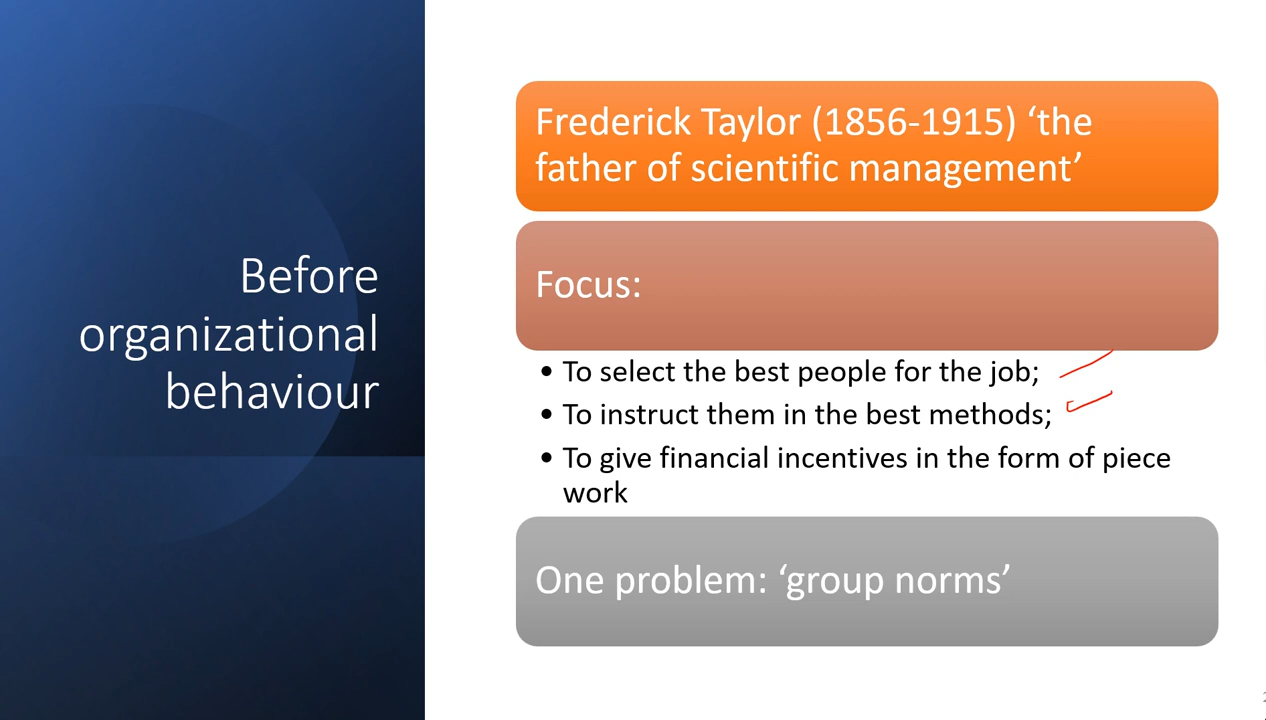 Before
organizational
behaviour
Frederick Taylor (1856-1915) ‘the
father of scientific management’
Focus:
• To select the best people for the job;
• To instruct them in the best methods;
• To give financial incentives in the form of piece
work
One problem: ‘group norms’